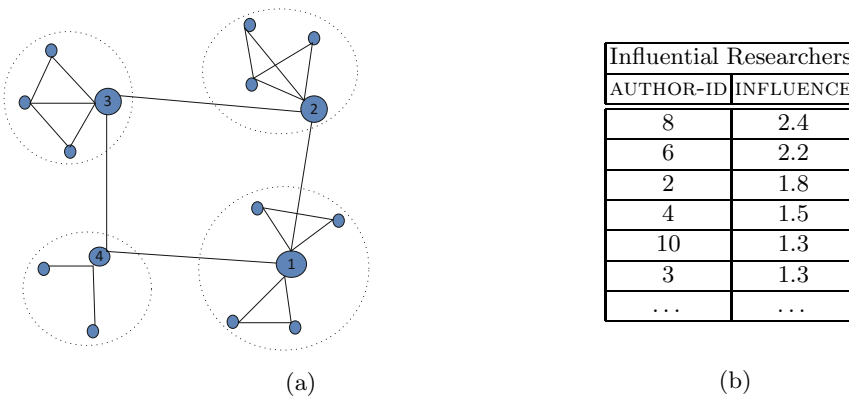 3
2
4
1
(a)
Influential Researchers
AUTHOR-ID INFLUENCE
8 2.4
6 2.2
2 1.8
4 1.5
10 1.3
3 1.3
... ...
(b)